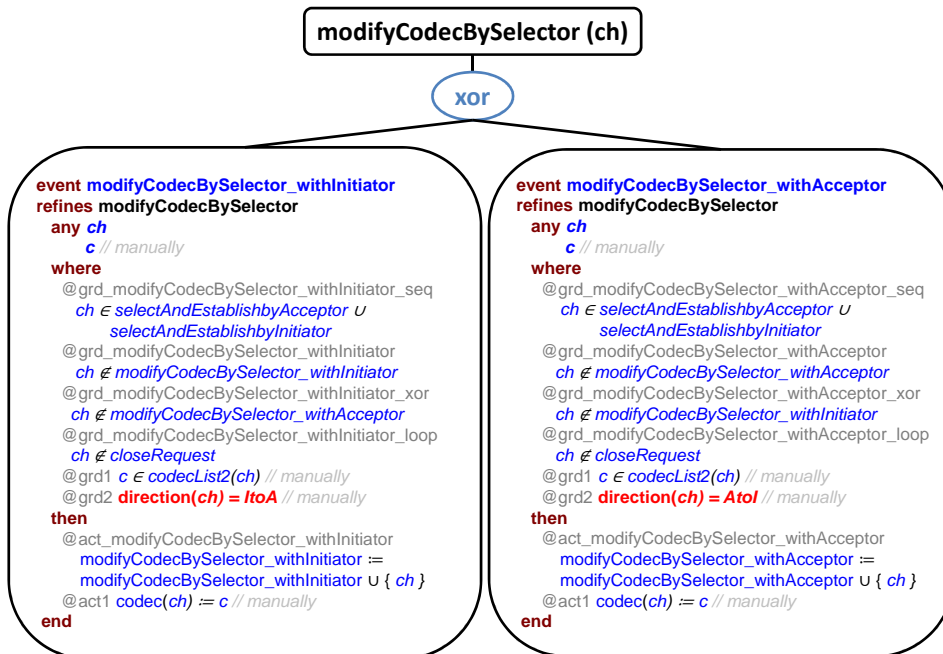 modifyCodecBySelector (ch)
xor
event modifyCodecBySelector_withInitiator
refines modifyCodecBySelector
any ch
c // manually
where
@grd_modifyCodecBySelector_withInitiator_seq
ch ∈ selectAndEstablishbyAcceptor ∪
selectAndEstablishbyInitiator
@grd_modifyCodecBySelector_withInitiator
ch ∉ modifyCodecBySelector_withInitiator
@grd_modifyCodecBySelector_withInitiator_xor
ch ∉ modifyCodecBySelector_withAcceptor
@grd_modifyCodecBySelector_withInitiator_loop
ch ∉ closeRequest
@grd1 c ∈ codecList2(ch) // manually
@grd2 direction(ch) = ItoA // manually
then
@act_modifyCodecBySelector_withInitiator
modifyCodecBySelector_withInitiator ≔
modifyCodecBySelector_withInitiator ∪ { ch }
@act1 codec(ch) ≔ c // manually
end
event modifyCodecBySelector_withAcceptor
refines modifyCodecBySelector
any ch
c // manually
where
@grd_modifyCodecBySelector_withAcceptor_seq
ch ∈ selectAndEstablishbyAcceptor ∪
selectAndEstablishbyInitiator
@grd_modifyCodecBySelector_withAcceptor
ch ∉ modifyCodecBySelector_withAcceptor
@grd_modifyCodecBySelector_withAcceptor_xor
ch ∉ modifyCodecBySelector_withInitiator
@grd_modifyCodecBySelector_withAcceptor_loop
ch ∉ closeRequest
@grd1 c ∈ codecList2(ch) // manually
@grd2 direction(ch) = AtoI // manually
then
@act_modifyCodecBySelector_withAcceptor
modifyCodecBySelector_withAcceptor ≔
modifyCodecBySelector_withAcceptor ∪ { ch }
@act1 codec(ch) ≔ c // manually
end